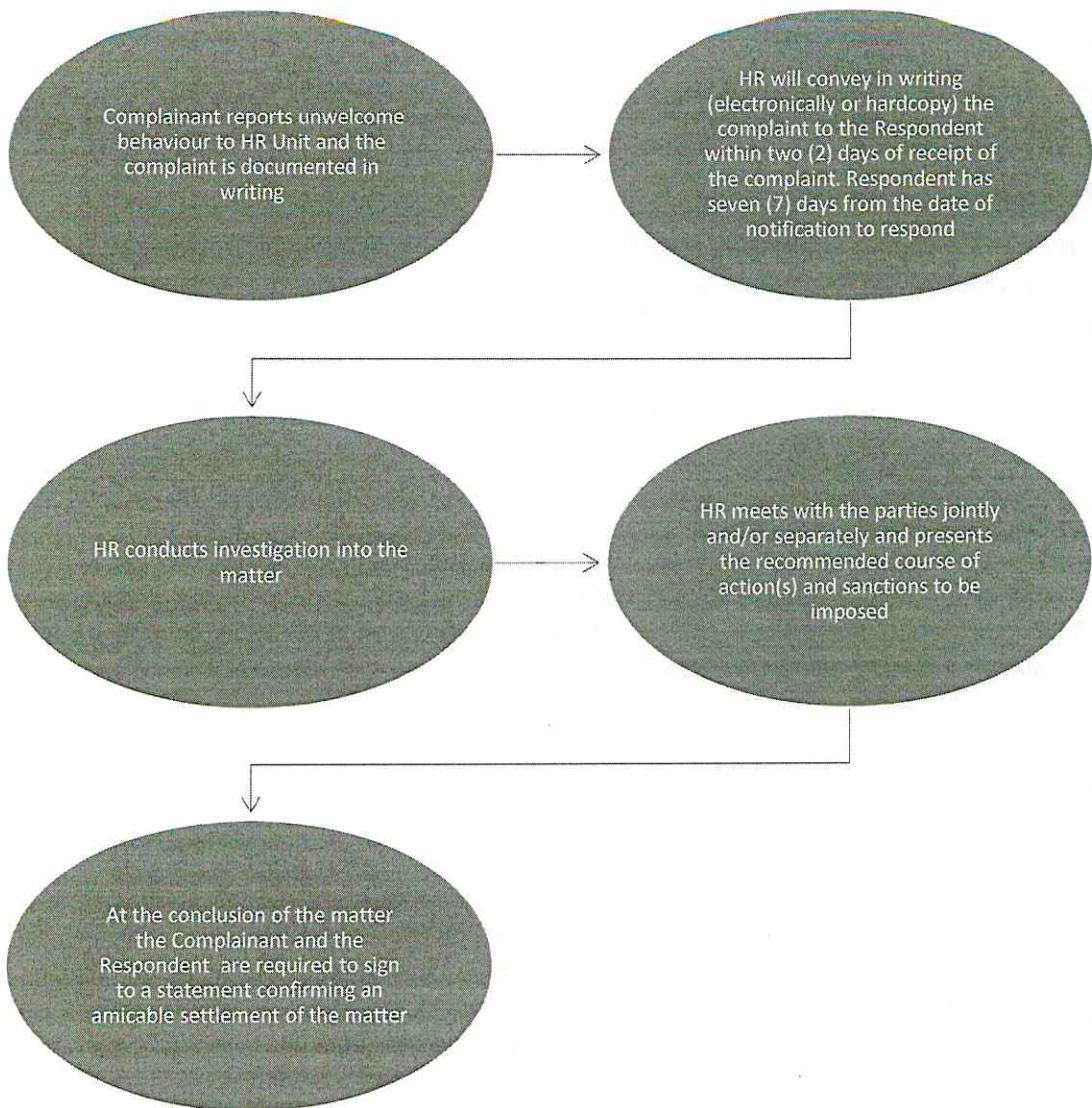 Complainant reports unwelcome
behaviour to HR Unit and the
complaint is documented in
writing
HR will convey in writing
(electronically or hardcopy) the
complaint to the Respondent
within two (2) days of receipt of
the complaint. Respondent has
seven (7) days from the date of
notification to respond
HR conducts investigation into the
matter
HR meets with the parties jointly
and/or separately and presents
the recommended course of
action(s) and sanctions to be
imposed
At the conclusion of the matter
the Complainant and the
Respondent are required to sign
to a statement confirming an
amicable settlement of the matter